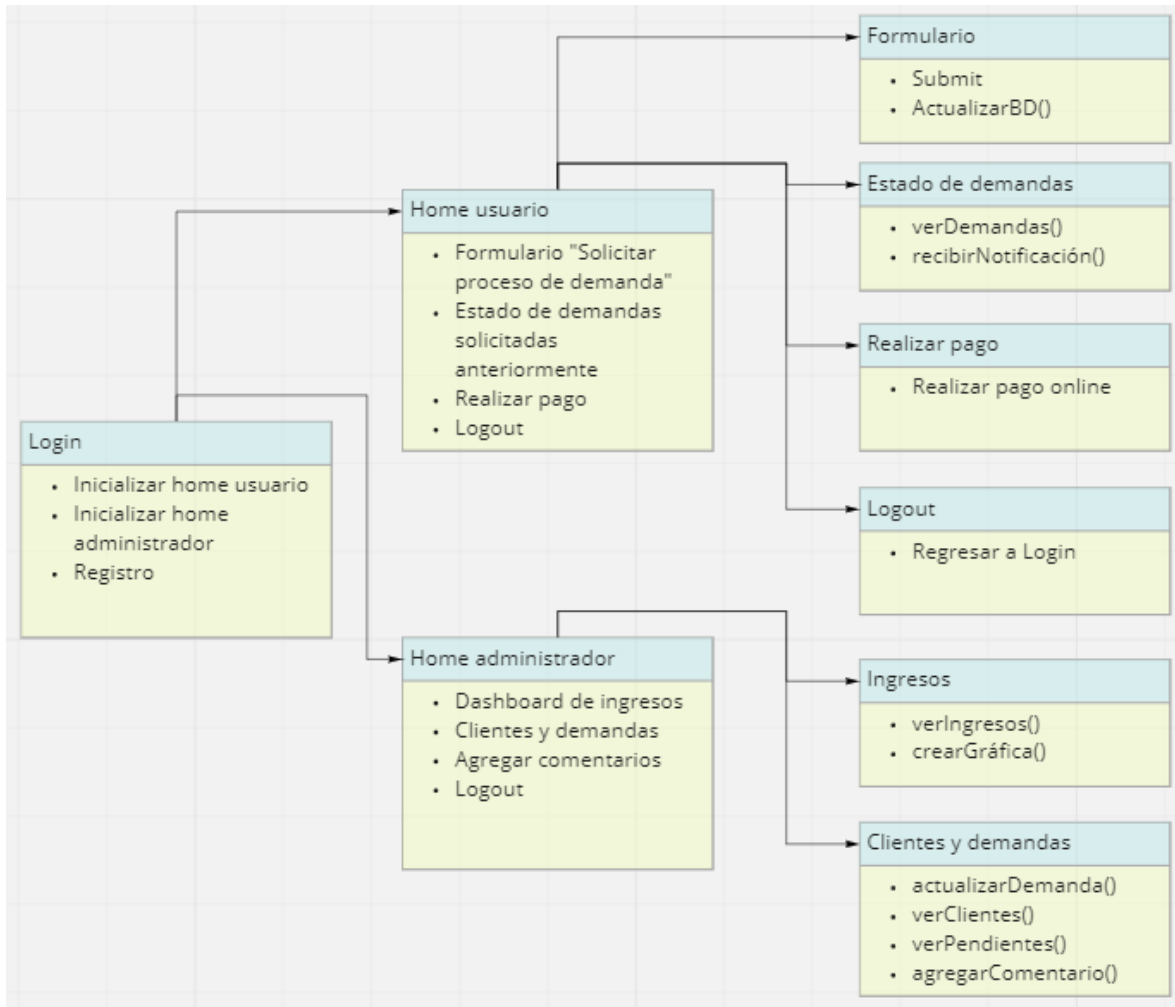 Login
Inicializar home usuario
Inicializar home
administrador
Registro
Home usuario
Formulario "Solicitar
proceso de demanda"
Estado de demandas
solicitadas
anteriormente
Realizar pago
Logout
Home administrador
Dashboard de ingresos
Clientes y demandas
Agregar comentarios
Logout
Formulario
Submit
ActualizarBD()
Estado de demandas
verDemandas()
recibirNotificación()
Realizar pago
Realizar pago online
Logout
Regresar a Login
Ingresos
verIngresos()
crearGráfica()
Clientes y demandas
actualizarDemanda()
verClientes()
verPendientes()
agregarComentario()